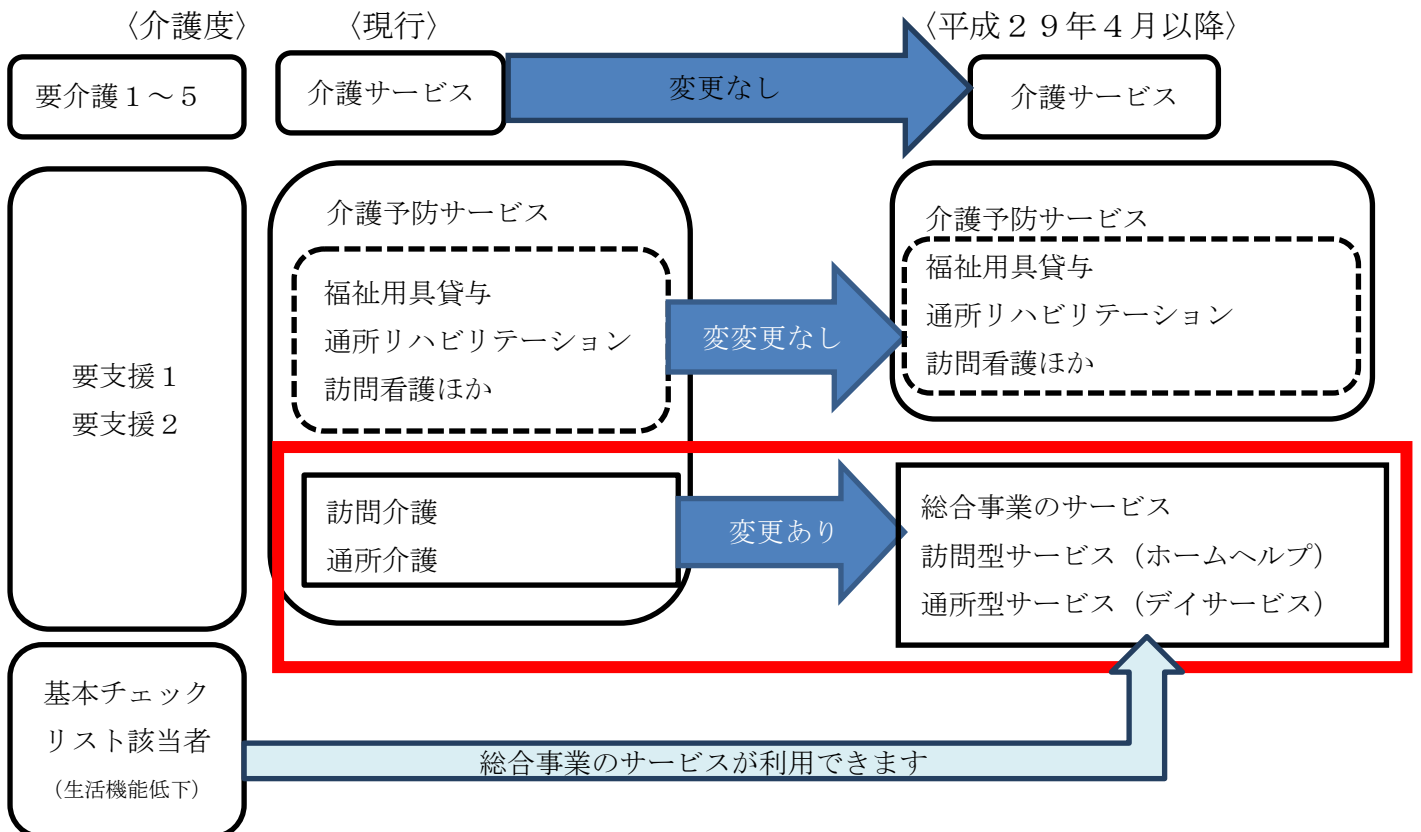 〈介護度〉
〈現行〉
〈平成２９年４月以降〉
要介護１～５
介護サービス
変更なし
介護サービス
要支援１
要支援２
介護予防サービス
福祉用具貸与
通所リハビリテーション
訪問看護ほか
変変更なし
介護予防サービス
福祉用具貸与
通所リハビリテーション
訪問看護ほか
訪問介護
通所介護
変更あり
総合事業のサービス
訪問型サービス（ホームヘルプ）
通所型サービス（デイサービス）
基本チェック
リスト該当者
（生活機能低下）
総合事業のサービスが利用できます